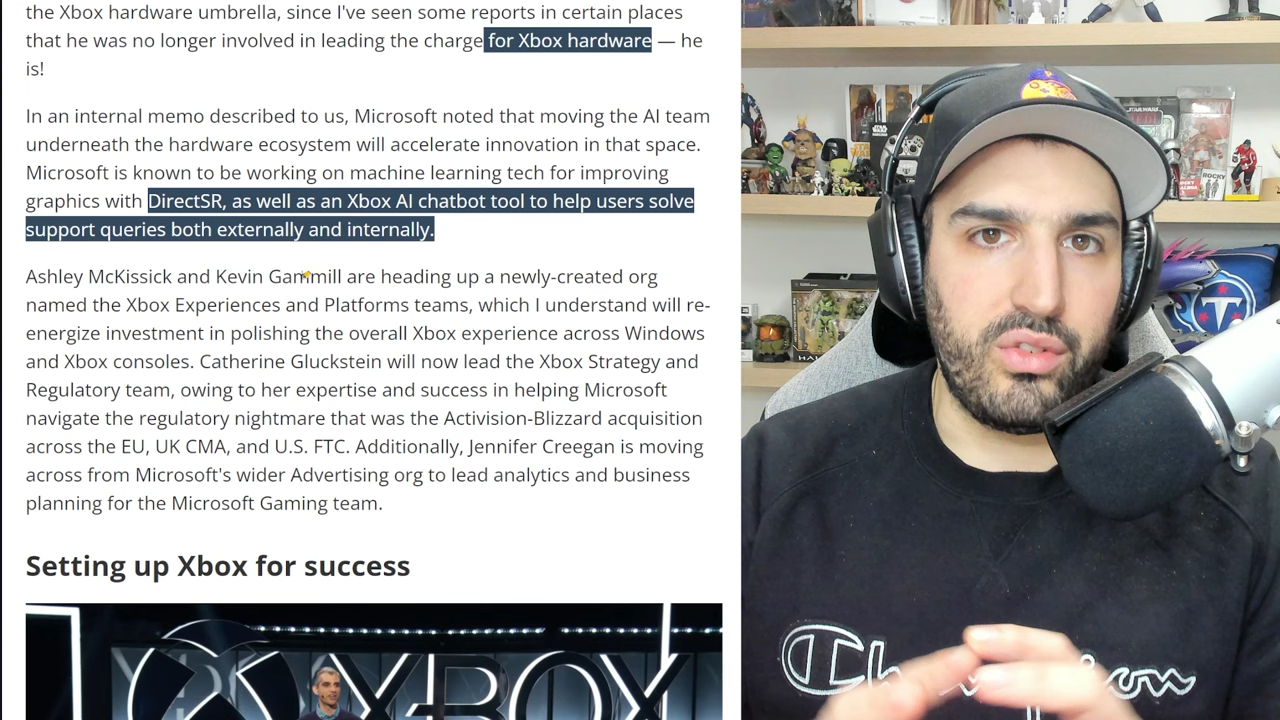 the Xbox hardware umbrella, since I've seen some reports in certain places
that he was no longer involved in leading the charge for Xbox hardware — he
is!
In an internal memo described to us, Microsoft noted that moving the AI team
underneath the hardware ecosystem will accelerate innovation in that space.
Microsoft is known to be working on machine learning tech for improving
graphics with DirectSR, as well as an Xbox AI chatbot tool to help users solve
support queries both externally and internally.
Ashley McKissick and Kevin Gammill are heading up a newly-created org
named the Xbox Experiences and Platforms teams, which I understand will re-
energize investment in polishing the overall Xbox experience across Windows
and Xbox consoles. Catherine Gluckstein will now lead the Xbox Strategy and
Regulatory team, owing to her expertise and success in helping Microsoft
navigate the regulatory nightmare that was the Activision-Blizzard acquisition
across the EU, UK CMA, and U.S. FTC. Additionally, Jennifer Creegan is moving
across from Microsoft's wider Advertising org to lead analytics and business
planning for the Microsoft Gaming team.
Setting up Xbox for success
XBOX
STAR WARS
ROCKY
ROCKY
HALO